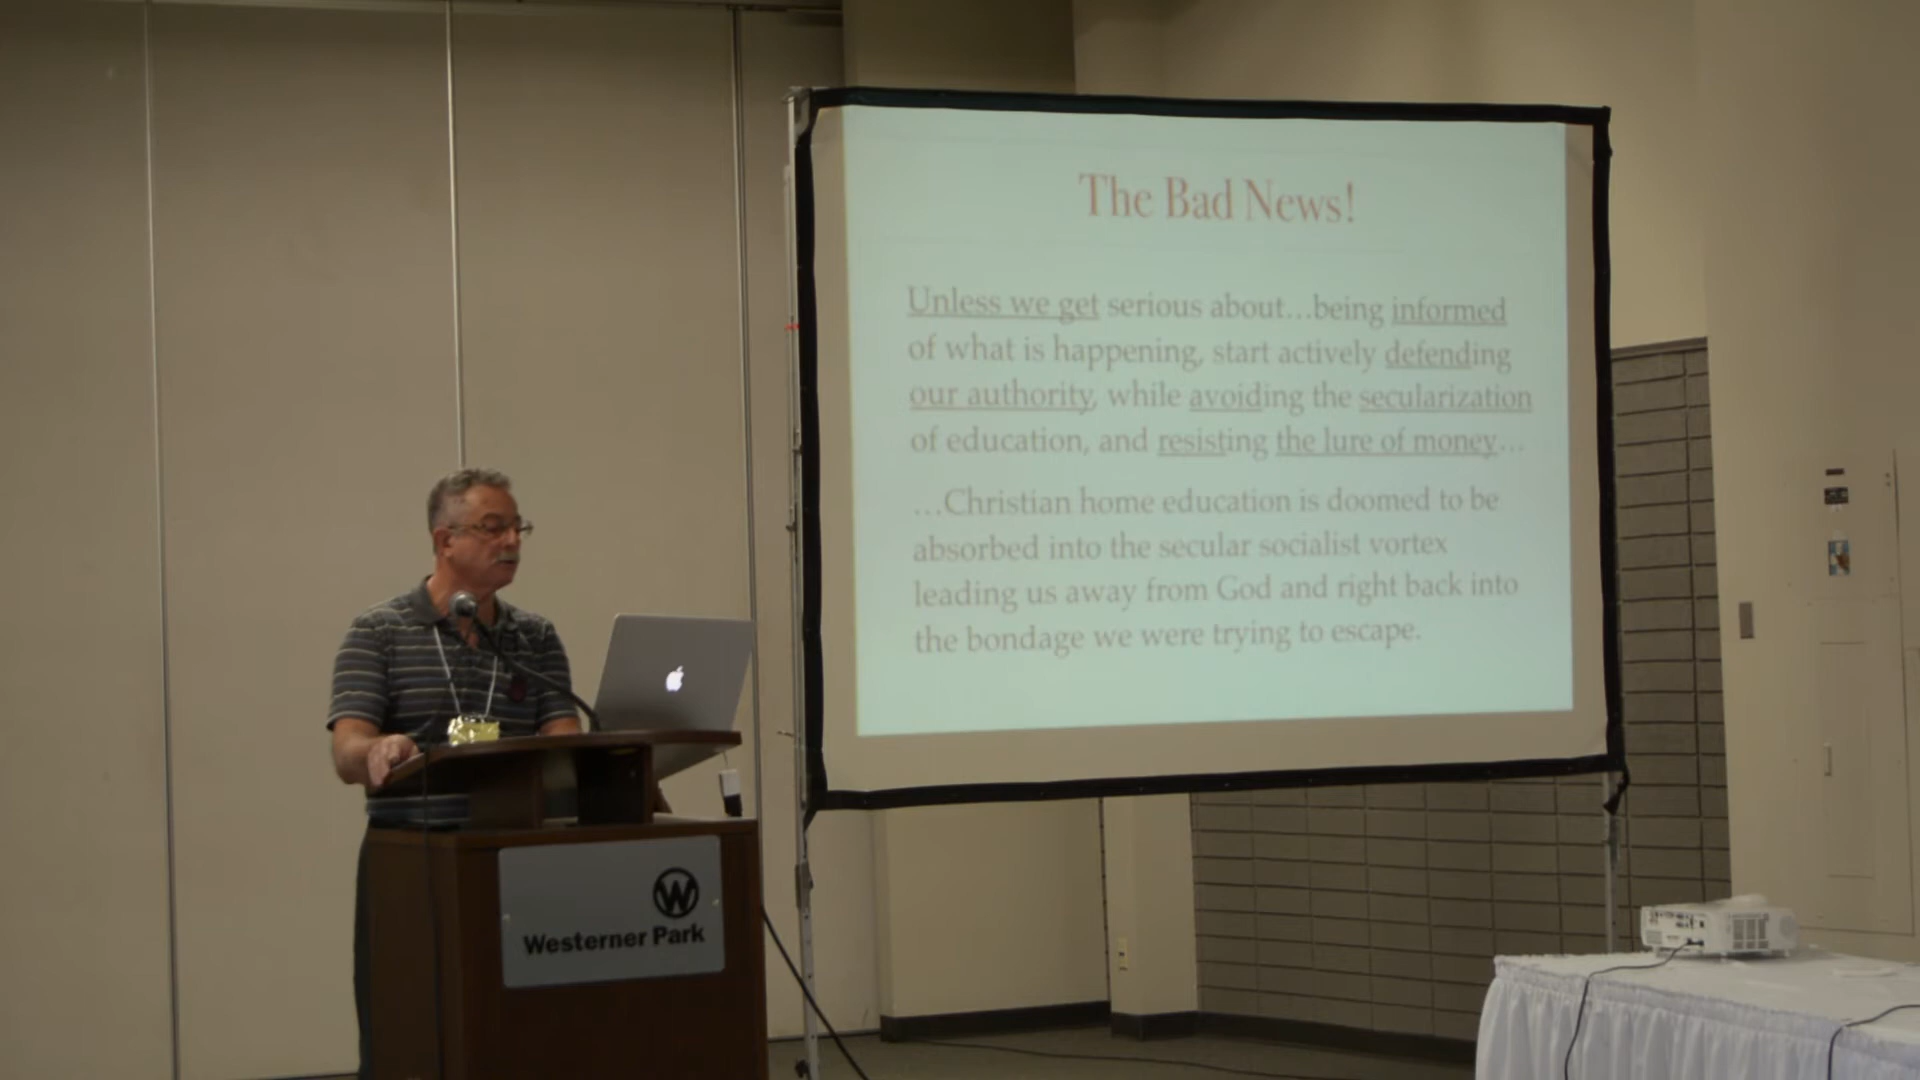 The Bad News!
Unless we get serious about…being informed
of what is happening, start actively defending
our authority, while avoiding the secularization
of education, and resisting the lure of money…
…Christian home education is doomed to be
absorbed into the secular socialist vortex
leading us away from God and right back into
the bondage we were trying to escape.
W
Westerner Park